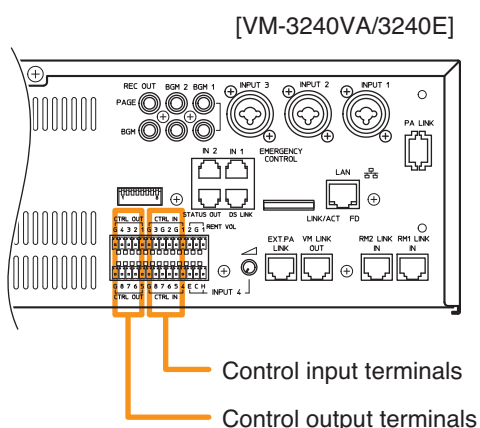 [VM-3240VA/3240E]
REC OUT BGM 2 BGM 1
INPUT 3 INPUT 2 INPUT 1
PAGE
BGM
PA LINK
IN 2 IN 1
EMERGENCY
CONTROL
LAN
STATUS OUT DS LINK
LINK/ACT FD
CTRL OUT CTRL IN
REMT VOL
G 4 3 2 1 G 3 G 2 G 1 2 G 1
EXT.PA
LINK
VM LINK
OUT
RM2 LINK
IN
RM1 LINK
IN
G 8 7 6 5 G 8 7 6 5 4 E C H
CTRL OUT CTRL IN
INPUT 4
Control input terminals
Control output terminals